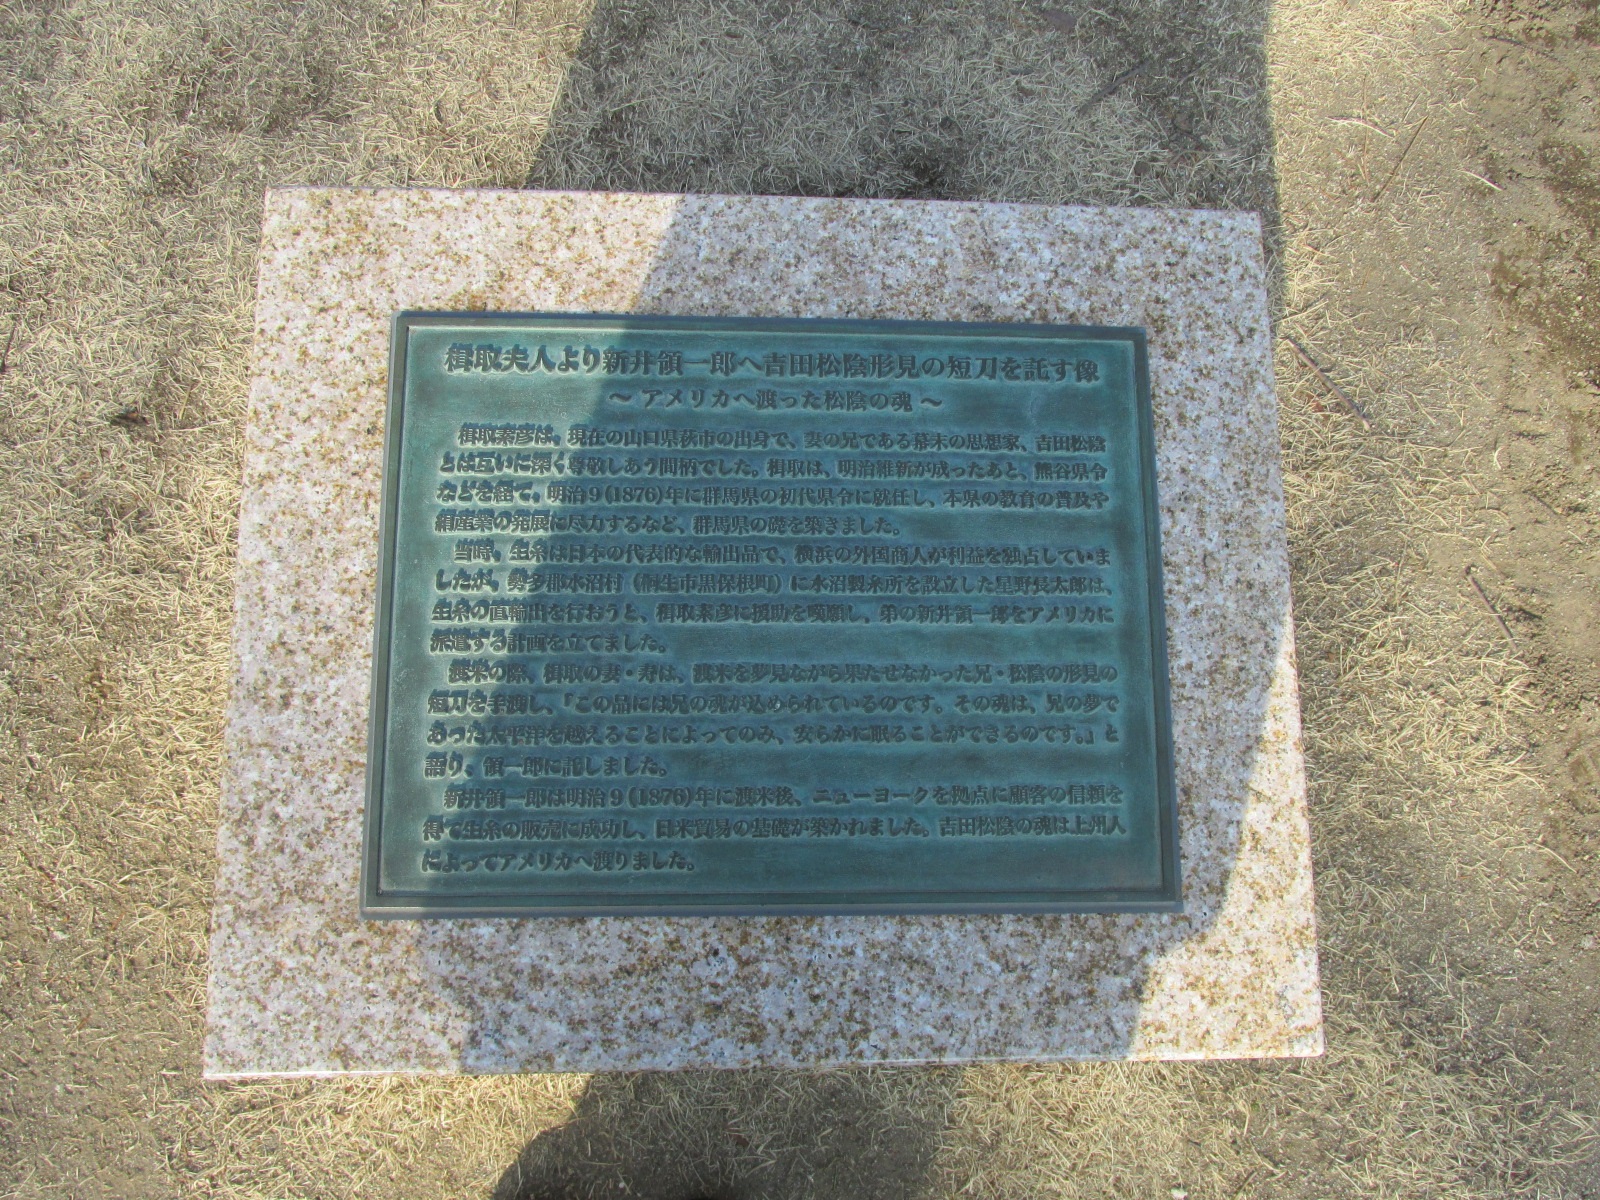 楫取夫人より新井領一郎へ吉田松陰形見の短刀を託す像
～アメリカへ渡った松陰の魂～
楫取素彦は、現在の山口県萩市の出身で、妻の兄である幕末の思想家、吉田松陰
とは互いに深く尊敬しあう間柄でした。楫取は、明治維新が成ったあと、熊谷県令
などを経て、明治9(1876)年に群馬県の初代県令に就任し、本県の教育の普及や
絹産業の発展に尽力するなど、群馬県の礎を築きました。
当時、生糸は日本の代表的な輸出品で、横浜の外国商人が利益を独占していま
したが、勢多郡水沼村（桐生市黒保根町）に水沼製糸所を設立した星野長太郎は、
生糸の直輸出を行おうと、楫取素彦に援助を嘆願し、弟の新井領一郎をアメリカに
派遣する計画を立てました。
渡米の際、楫取の妻・寿は、渡米を夢見ながら果たせなかった兄・松陰の形見の
短刀を手渡し、『この品には兄の魂が込められているのです。その魂は、兄の夢で
あった太平洋を越えることによってのみ、安らかに眠ることができるのです。』と
語り、領一郎に託しました。
新井領一郎は明治9(1876)年に渡米後、ニューヨークを拠点に顧客の信頼を
得て生糸の販売に成功し、日米貿易の基礎が築かれました。吉田松陰の魂は上州人
によってアメリカへ渡りました。